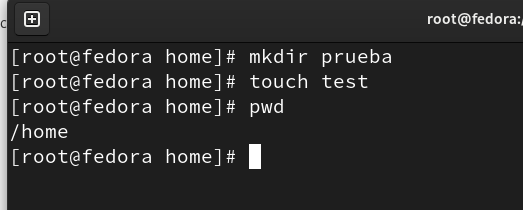 root@fedora:/
[root@fedora home]# mkdir prueba
[root@fedora home]# touch test
[root@fedora home]# pwd
/home
[root@fedora home]#